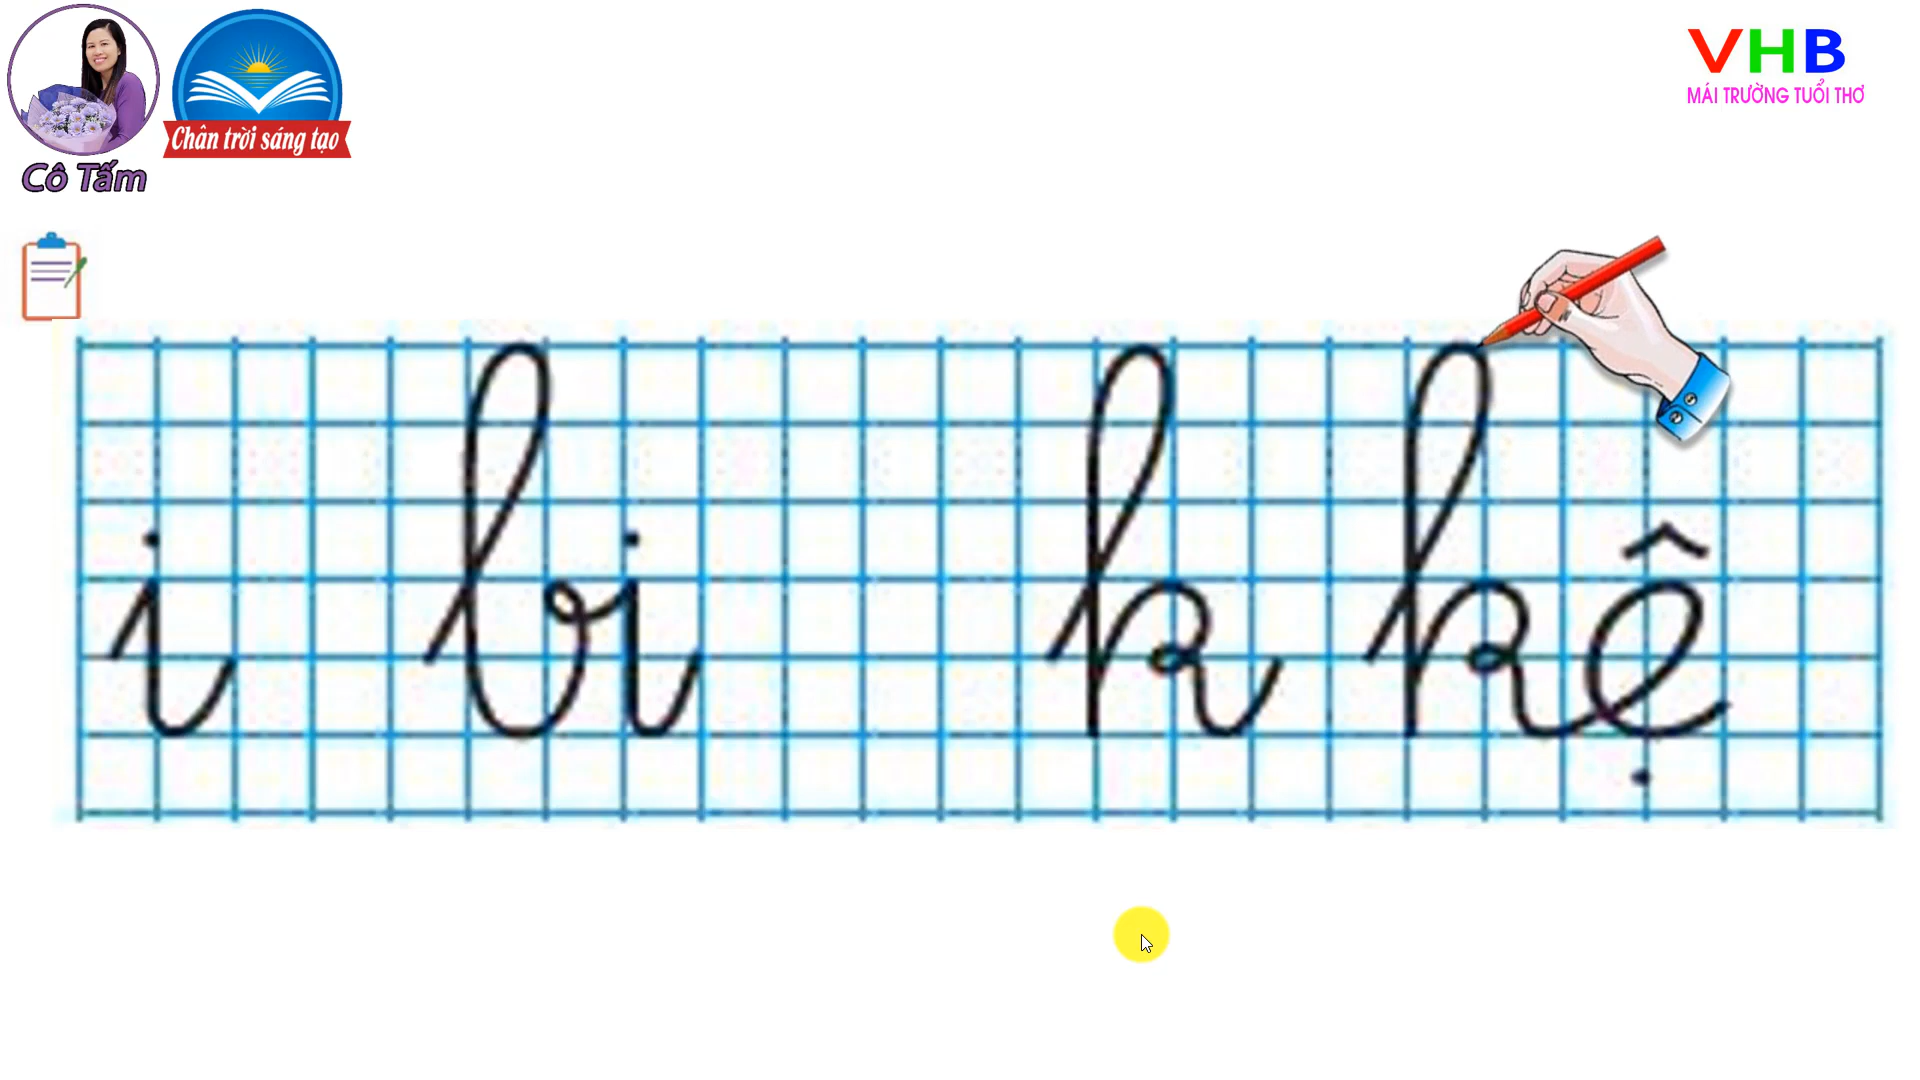 Cô Tấm
Chân trời sáng tạo
VHB
MÁI TRƯỜNG TUỔI THƠ
i bi k kệ